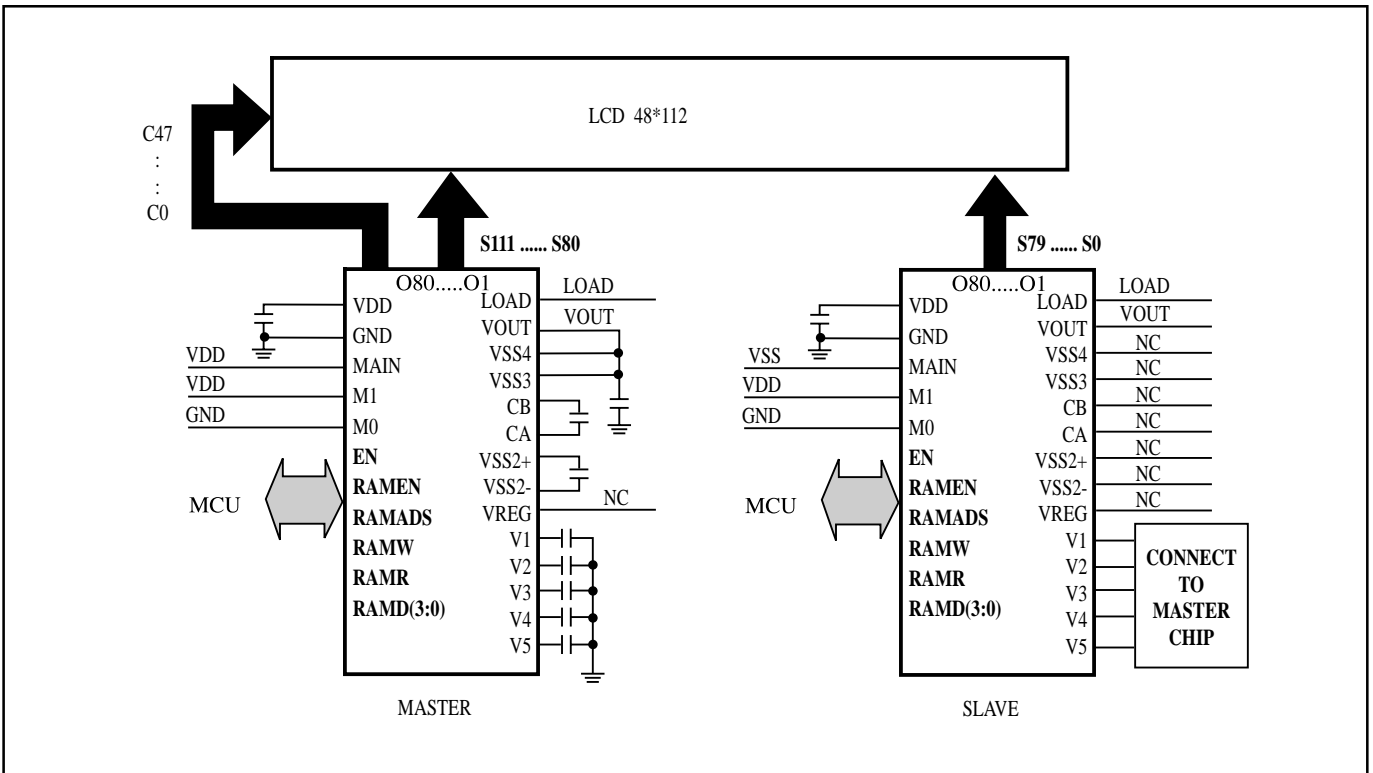 LCD 48*112
C47
:
:
C0
S111 ...... S80
S79 ...... S0
O80.....O1
VDD
GND
VDD
MAIN
VDD
M1
GND
M0
EN
RAMEN
MCU
RAMADS
RAMW
RAMR
RAMD(3:0)
LOAD
LOAD
VOUT
VOUT
VSS4
VSS3
CB
CA
VSS2+
VSS2-
NC
VREG
V1
V2
V3
V4
V5
MASTER
O80.....O1
VDD
GND
VSS
MAIN
VDD
M1
GND
M0
EN
RAMEN
MCU
RAMADS
RAMW
RAMR
RAMD(3:0)
LOAD
LOAD
VOUT
VOUT
NC
VSS4
NC
VSS3
NC
CB
NC
CA
NC
VSS2+
NC
VSS2-
NC
VREG
V1
V2
V3
V4
V5
CONNECT
TO
MASTER
CHIP
SLAVE